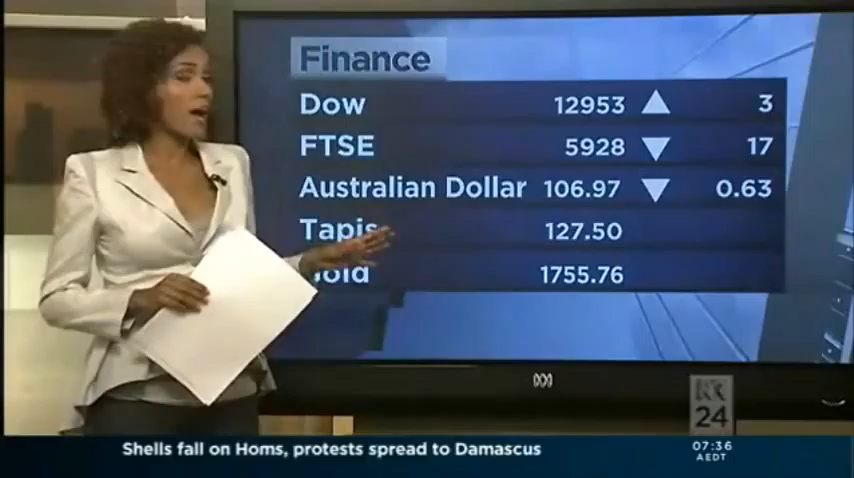 Finance
Dow 12953 ▲ 3
FTSE 5928 ▼ 17
Australian Dollar 106.97 ▼ 0.63
Tapis 127.50
Gold 1755.76
24
Shells fall on Homs, protests spread to Damascus
07:36
AEDT